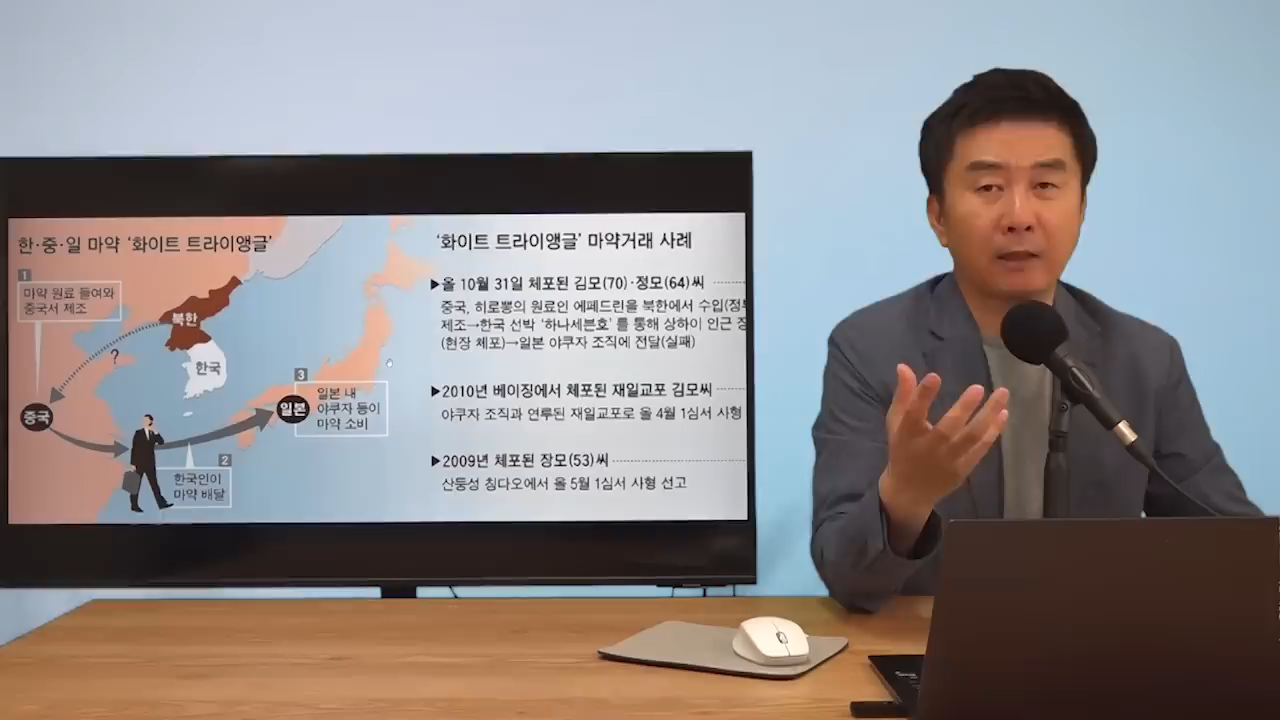 한·중·일 마약 '화이트 트라이앵글'
1
마약 원료 들여와
중국서 제조
북한
?
한국
중국
3
일본
일본 내
야쿠자 등이
마약 소비
2
한국인이
마약 배달
'화이트 트라이앵글' 마약거래 사례
▶올 10월 31일 체포된 김모(70)·정모(64)씨
중국, 히로뽕의 원료인 에페드린을 북한에서 수입(정
제조→한국 선박 '하나세븐호' 를 통해 상하이 인근
(현장 체포)→일본 야쿠자 조직에 전달(실패)
▶2010년 베이징에서 체포된 재일교포 김모씨
야쿠자 조직과 연루된 재일교포로 올 4월 1심서 사형
▶2009년 체포된 장모(53)씨
산둥성 칭다오에서 올 5월 1심서 사형 선고